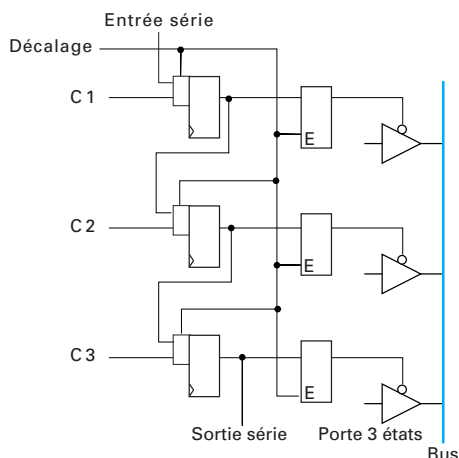 Entrée série
Décalage
C 1
E
C 2
E
C 3
E
Sortie série
Porte 3 états
Bus